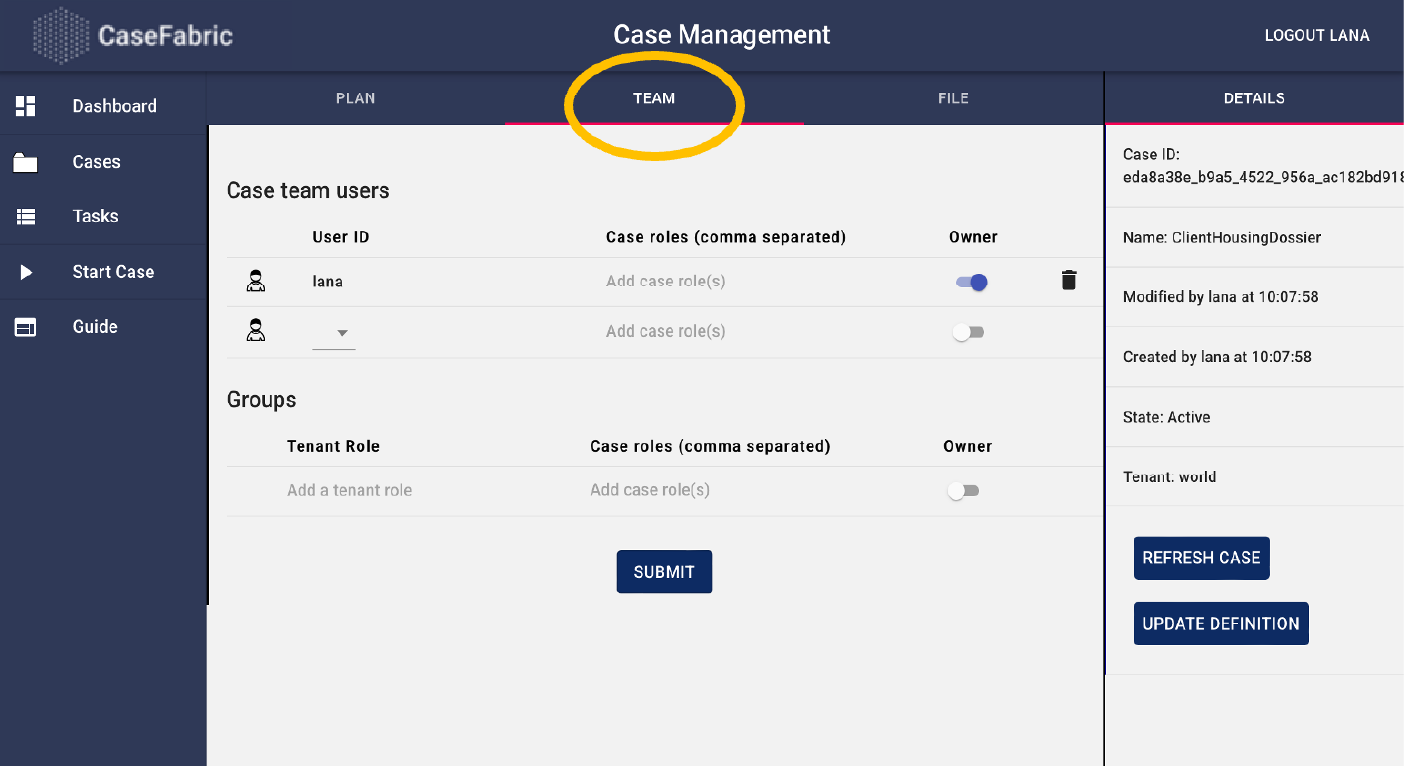 CaseFabric
Case Management
LOGOUT LANA
Dashboard
Cases
Tasks
Start Case
Guide
PLAN
TEAM
FILE
DETAILS
Case team users
User ID
Case roles (comma separated)
Owner
lana
Add case role(s)
Add case role(s)
Groups
Tenant Role
Case roles (comma separated)
Owner
Add a tenant role
Add case role(s)
SUBMIT
Case ID:
eda8a38e_b9a5_4522_956a_ac182bd918
Name: ClientHousingDossier
Modified by lana at 10:07:58
Created by lana at 10:07:58
State: Active
Tenant: world
REFRESH CASE
UPDATE DEFINITION